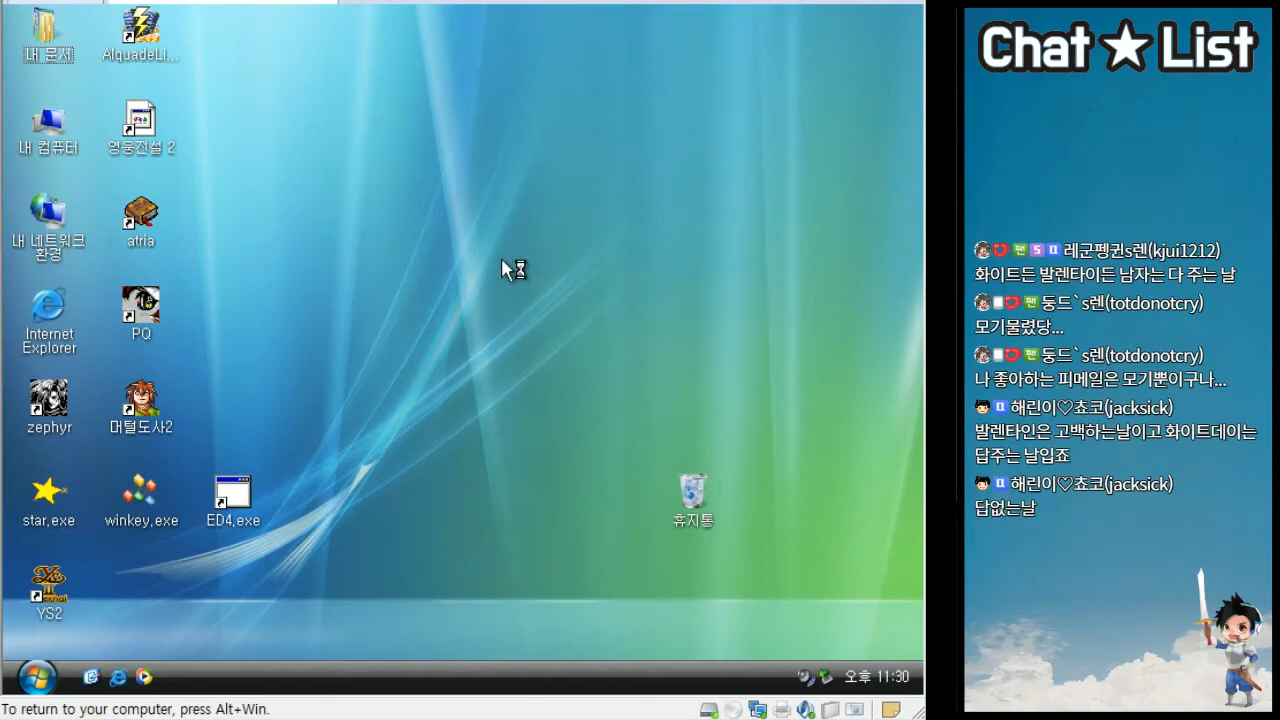 내 문서
AlquadeLi...
내 컴퓨터
영웅전설 2
내 네트워크
환경
atria
Internet
Explorer
PQ
zephyr
머털도사2
star.exe
winkey.exe
ED4.exe
휴지통
YS2
오후 11:30
To return to your computer, press Alt+Win.
Chat★List
레군펭귄s렌(kjui1212)
화이트든 발렌타이든 남자는 다 주는 날
둥드`s렌(totdonotcry)
모기물렸당...
둥드`s렌(totdonotcry)
나 좋아하는 피메일은 모기뿐이구나...
해린이♡쵸코(jacksick)
발렌타인은 고백하는날이고 화이트데이는
답주는 날입죠
해린이♡쵸코(jacksick)
답없는날